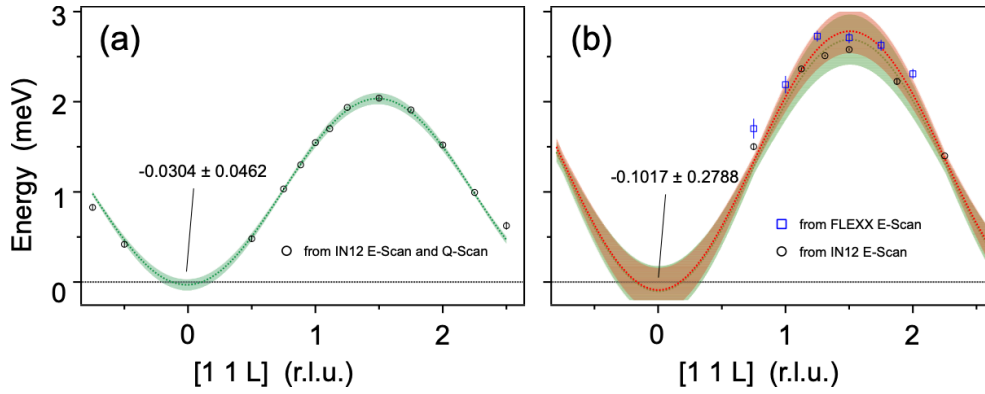 3
2
1
0
Energy (meV)
(a)
-0.0304 ± 0.0462
from IN12 E-Scan and Q-Scan
0
1
2
[1 1 L] (r.l.u.)
(b)
-0.1017 ± 0.2788
from FLEXX E-Scan
from IN12 E-Scan
0
1
2
[1 1 L] (r.l.u.)